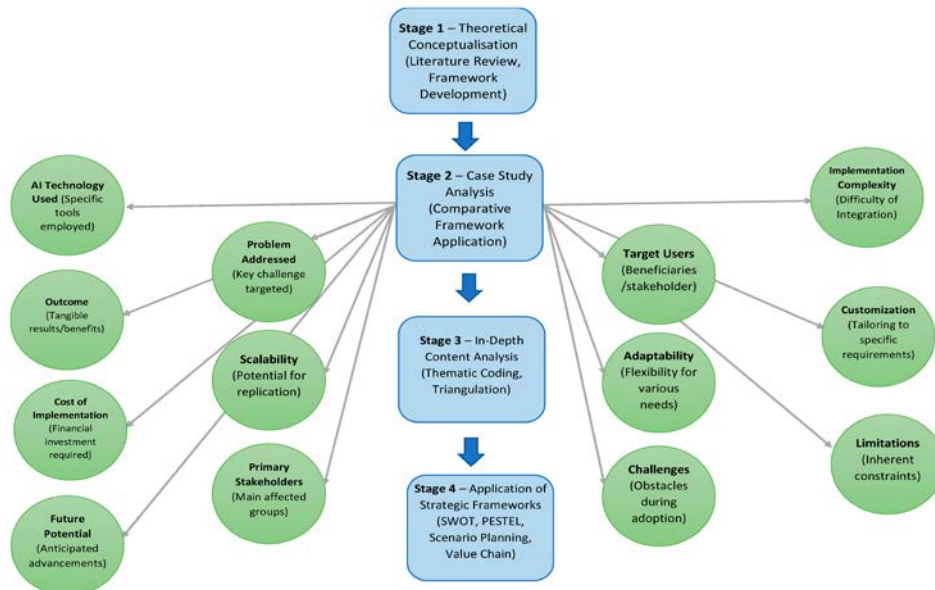 Stage 1 – Theoretical
Conceptualisation
(Literature Review,
Framework
Development)
Stage 2 – Case Study
Analysis
(Comparative
Framework
Application)
Stage 3 – In-Depth
Content Analysis
(Thematic Coding,
Triangulation)
Stage 4 – Application of
Strategic Frameworks
(SWOT, PESTEL,
Scenario Planning,
Value Chain)
AI Technology
Used (Specific
tools
employed)
Outcome
(Tangible
results/benefits)
Cost of
Implementation
(Financial
investment
required)
Future
Potential
(Anticipated
advancements)
Problem
Addressed
(Key challenge
targeted)
Scalability
(Potential for
replication)
Primary
Stakeholders
(Main affected
groups)
Target Users
(Beneficiaries
/stakeholder)
Adaptability
(Flexibility for
various
needs)
Challenges
(Obstacles
during
adoption)
Implementation
Complexity
(Difficulty of
Integration)
Customization
(Tailoring to
specific
requirements)
Limitations
(Inherent
constraints)